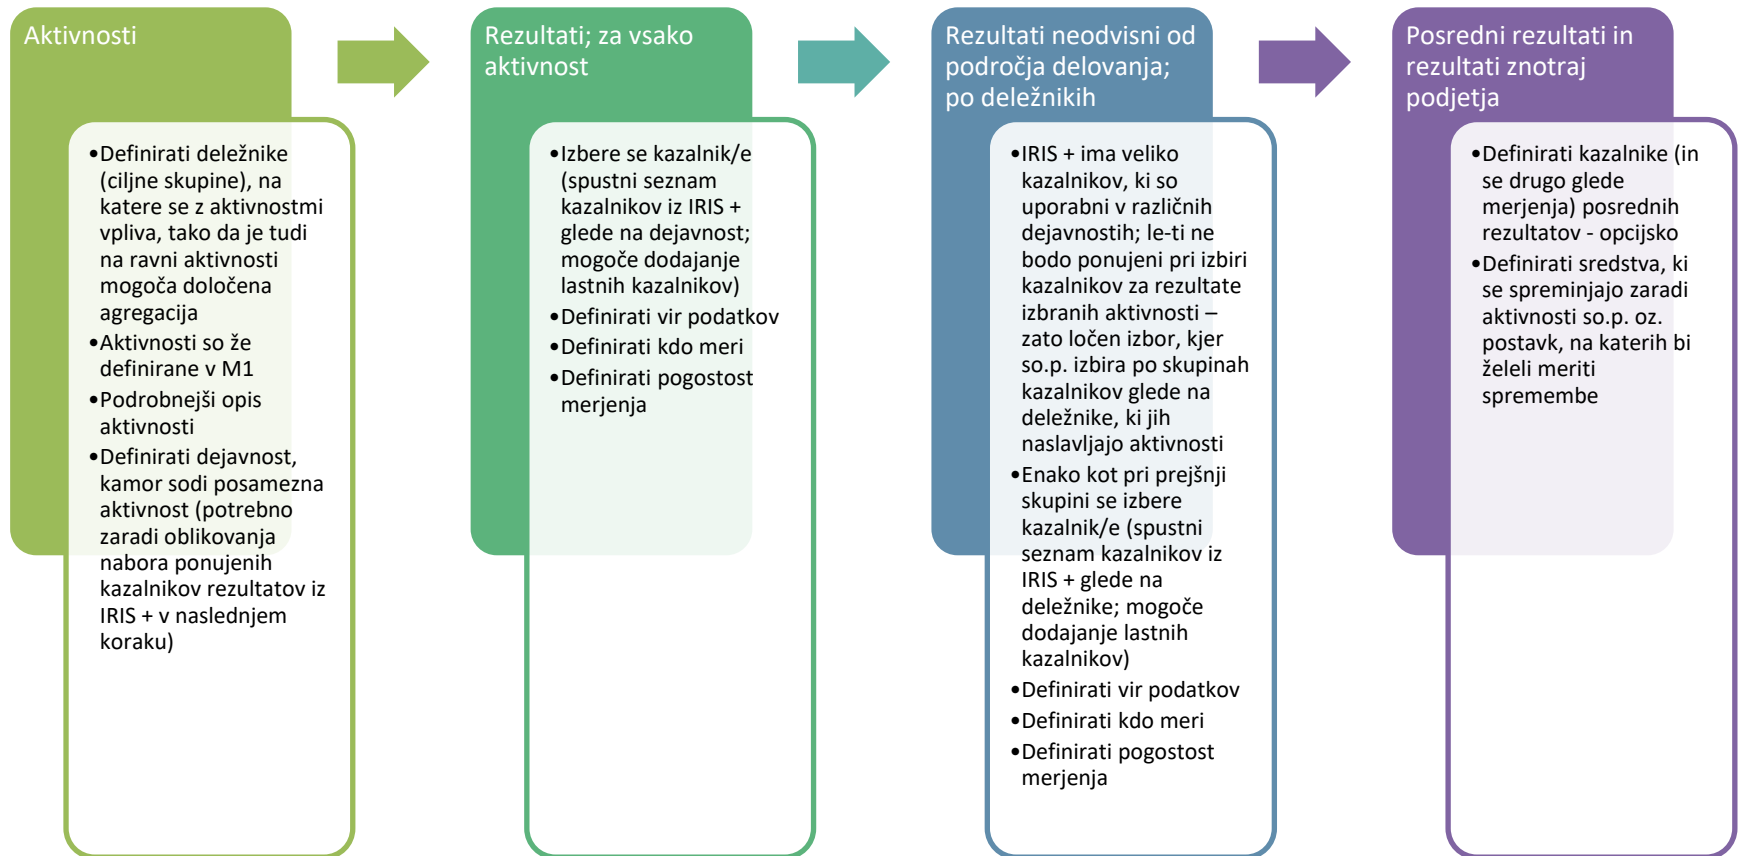 Aktivnosti
•Definirati deležnike
(ciljne skupine), na
katere se z aktivnostmi
vpliva, tako da je tudi
na ravni aktivnosti
mogoča določena
agregacija
•Aktivnosti so že
definirane v M1
•Podrobnejši opis
aktivnosti
•Definirati dejavnost,
kamor sodi posamezna
aktivnost (potrebno
zaradi oblikovanja
nabora ponujenih
kazalnikov rezultatov iz
IRIS + v naslednjem
koraku)
Rezultati; za vsako
aktivnost
•Izbere se kazalnik/e
(spustni seznam
kazalnikov iz IRIS +
glede na dejavnost;
mogoče dodajanje
lastnih kazalnikov)
•Definirati vir podatkov
•Definirati kdo meri
•Definirati pogostost
merjenja
Rezultati neodvisni od
področja delovanja;
po deležnikih
•IRIS + ima veliko
kazalnikov, ki so
uporabni v različnih
dejavnostih; le-ti ne
bodo ponujeni pri izbiri
kazalnikov za rezultate
izbranih aktivnosti –
zato ločen izbor, kjer
so.p. izbira po skupinah
kazalnikov glede na
deležnike, ki jih
naslavljajo aktivnosti
•Enako kot pri prejšnji
skupini se izbere
kazalnik/e (spustni
seznam kazalnikov iz
IRIS + glede na
deležnike; mogoče
dodajanje lastnih
kazalnikov)
•Definirati vir podatkov
•Definirati kdo meri
•Definirati pogostost
merjenja
Posredni rezultati in
rezultati znotraj
podjetja
•Definirati kazalnike (in
se drugo glede
merjenja) posrednih
rezultatov - opcijsko
•Definirati sredstva, ki
se spreminjajo zaradi
aktivnosti so.p. oz.
postavk, na katerih bi
želeli meriti
spremembe